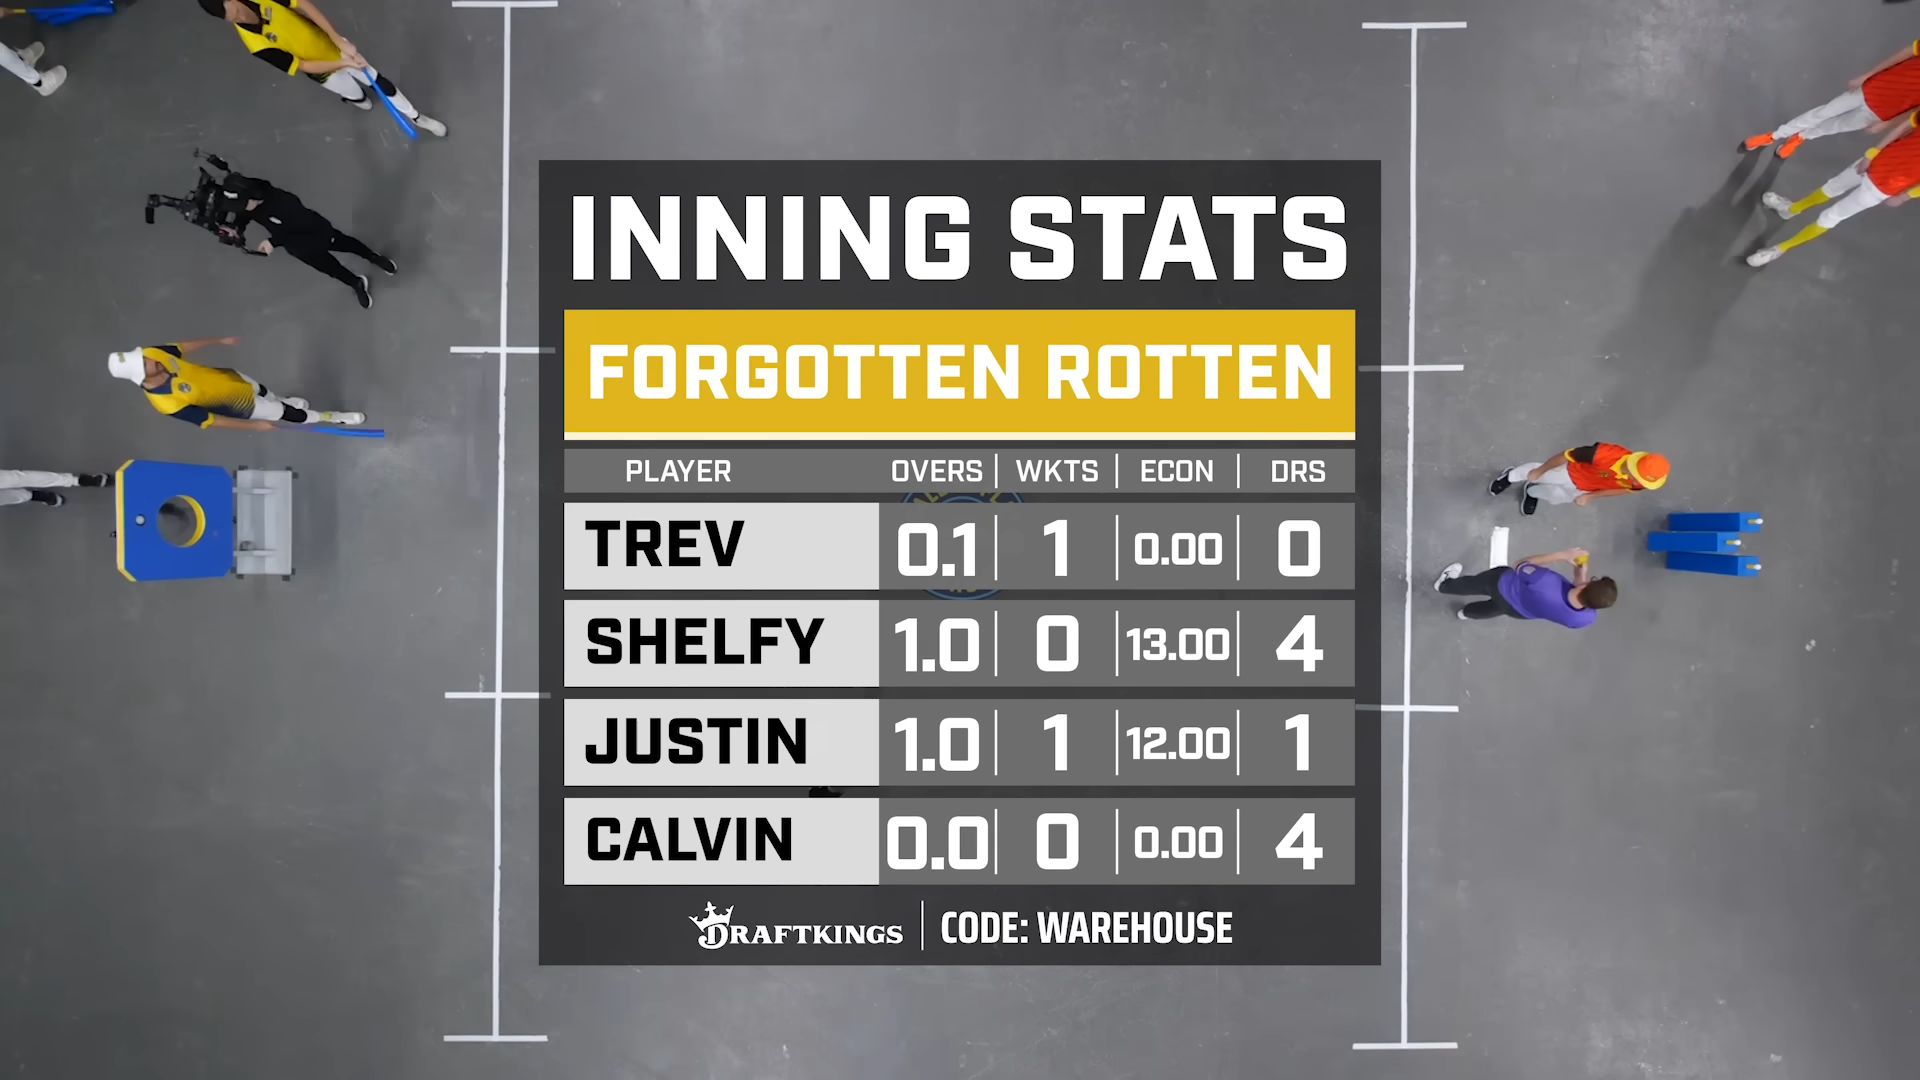 INNING STATS
FORGOTTEN ROTTEN
PLAYER OVERS | WKTS | ECON | DRS
TREV 0.1 | 1 | 0.00 | 0
SHELFY 1.0 | 0 | 13.00 | 4
JUSTIN 1.0 | 1 | 12.00 | 1
CALVIN 0.0 | 0 | 0.00 | 4
DRAFTKINGS | CODE: WAREHOUSE